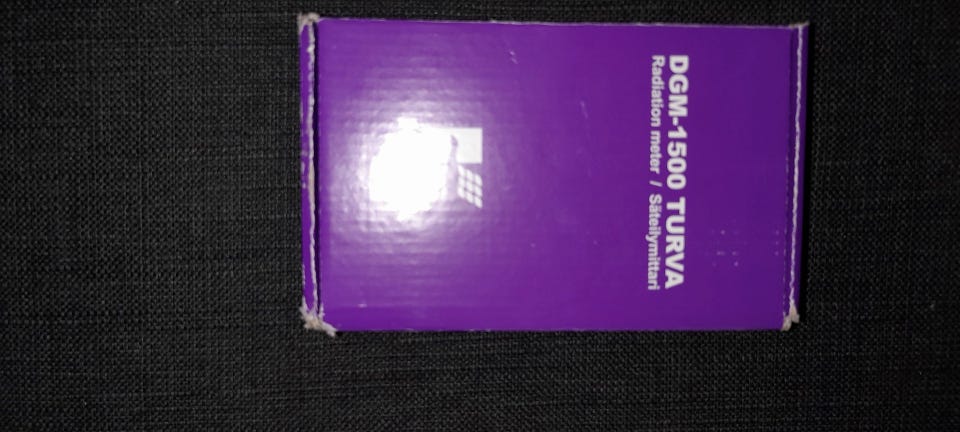 DGM-1500 TURVA
Radiation meter / Säteilymittari